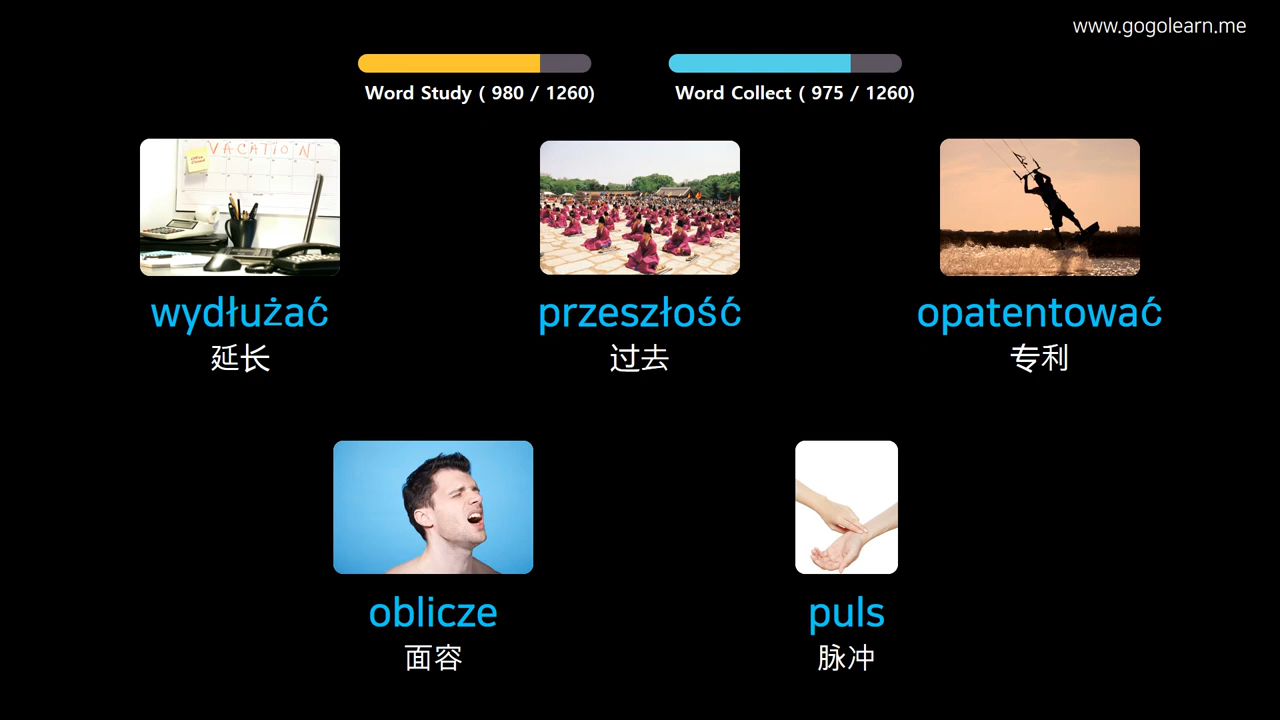 www.gogolearn.me
Word Study ( 980 / 1260)
Word Collect ( 975 / 1260)
VACATION
wydłużać
延长
przeszłość
过去
opatentować
专利
oblicze
面容
puls
脉冲